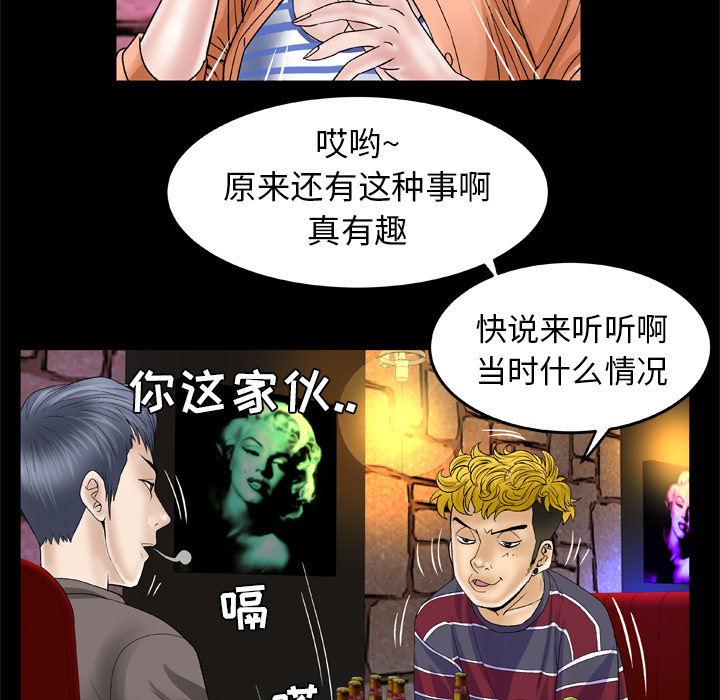 哎哟~
原来还有这种事啊
真有趣
快说来听听啊
当时什么情况
你这家伙..
嗝